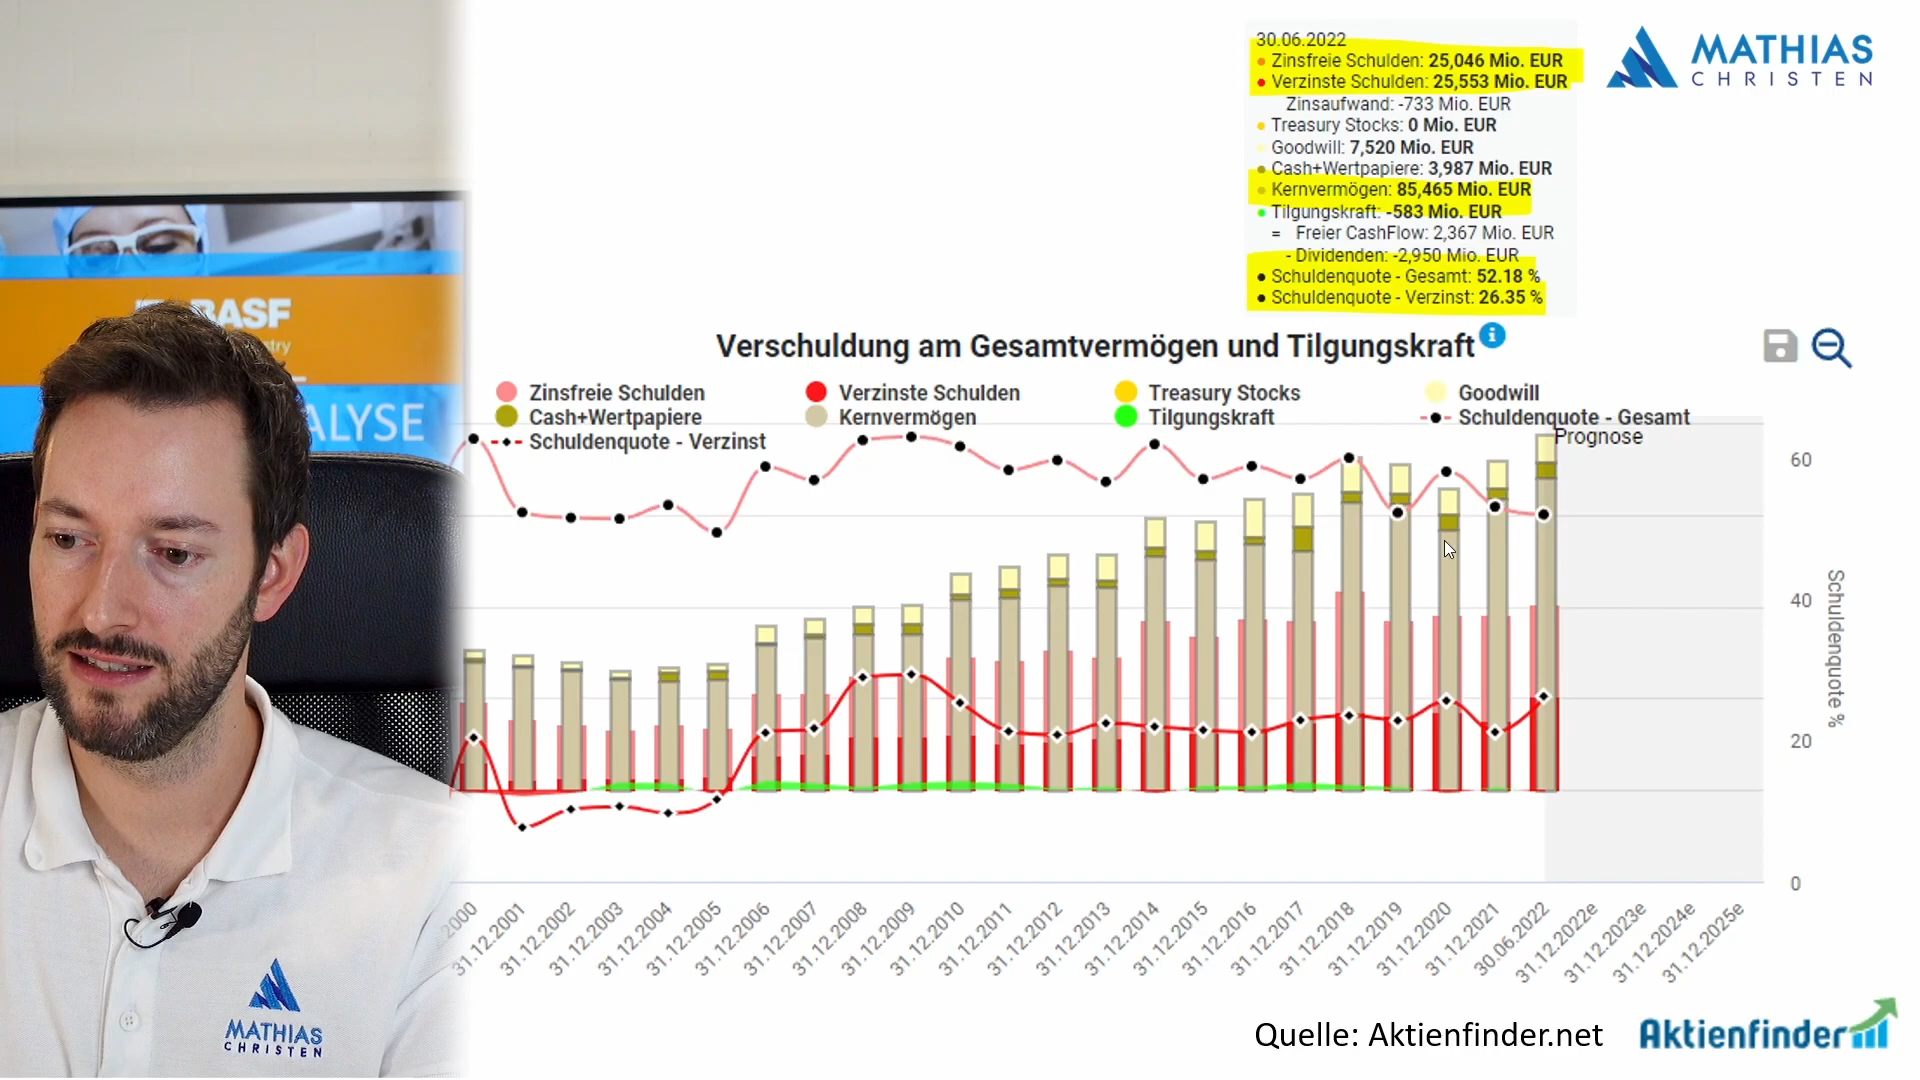 30.06.2022
Zinsfreie Schulden: 25,046 Mio. EUR
Verzinste Schulden: 25,553 Mio. EUR
Zinsaufwand: -733 Mio. EUR
Treasury Stocks: 0 Mio. EUR
Goodwill: 7,520 Mio. EUR
Cash+Wertpapiere: 3,987 Mio. EUR
Kernvermögen: 85,465 Mio. EUR
Tilgungskraft: -583 Mio. EUR
= Freier CashFlow: 2,367 Mio. EUR
- Dividenden: -2,950 Mio. EUR
Schuldenquote - Gesamt: 52.18 %
Schuldenquote - Verzinst: 26.35 %
MATHIAS
CHRISTEN
BASF
ALYSE
Verschuldung am Gesamtvermögen und Tilgungskraft
Zinsfreie Schulden Verzinste Schulden Treasury Stocks Goodwill
Cash+Wertpapiere Kernvermögen Tilgungskraft Schuldenquote - Gesamt
Schuldenquote - Verzinst
Prognose
60
40
20
0
Schuldenquote %
2000
31.12.2001
31.12.2002
31.12.2003
31.12.2004
31.12.2005
31.12.2006
31.12.2007
31.12.2008
31.12.2009
31.12.2010
31.12.2011
31.12.2012
31.12.2013
31.12.2014
31.12.2015
31.12.2016
31.12.2017
31.12.2018
31.12.2019
31.12.2020
31.12.2021
30.06.2022
31.12.2022e
31.12.2023e
31.12.2024e
31.12.2025e
MATHIAS
CHRISTEN
Quelle: Aktienfinder.net
Aktienfinder